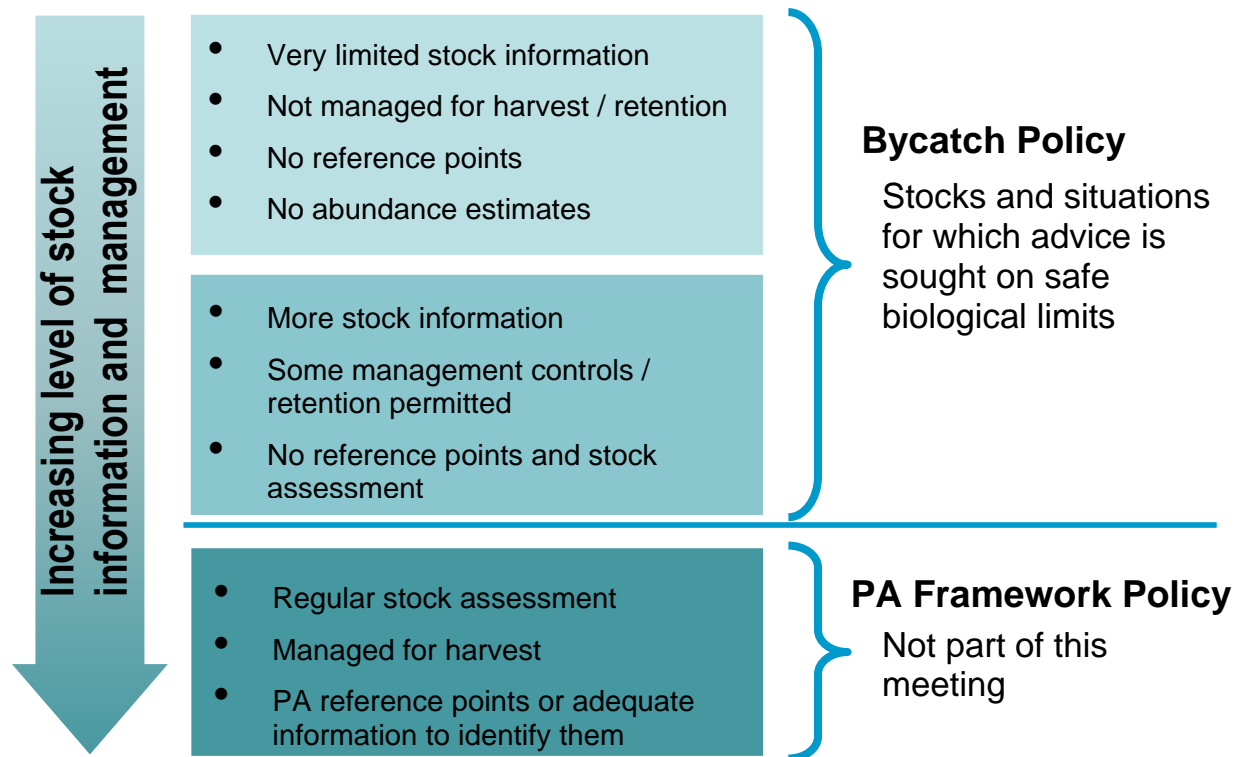 Increasing level of stock
information and management
• Very limited stock information
• Not managed for harvest / retention
• No reference points
• No abundance estimates
Bycatch Policy
Stocks and situations
for which advice is
sought on safe
biological limits
• More stock information
• Some management controls /
retention permitted
• No reference points and stock
assessment
• Regular stock assessment
• Managed for harvest
• PA reference points or adequate
information to identify them
PA Framework Policy
Not part of this
meeting